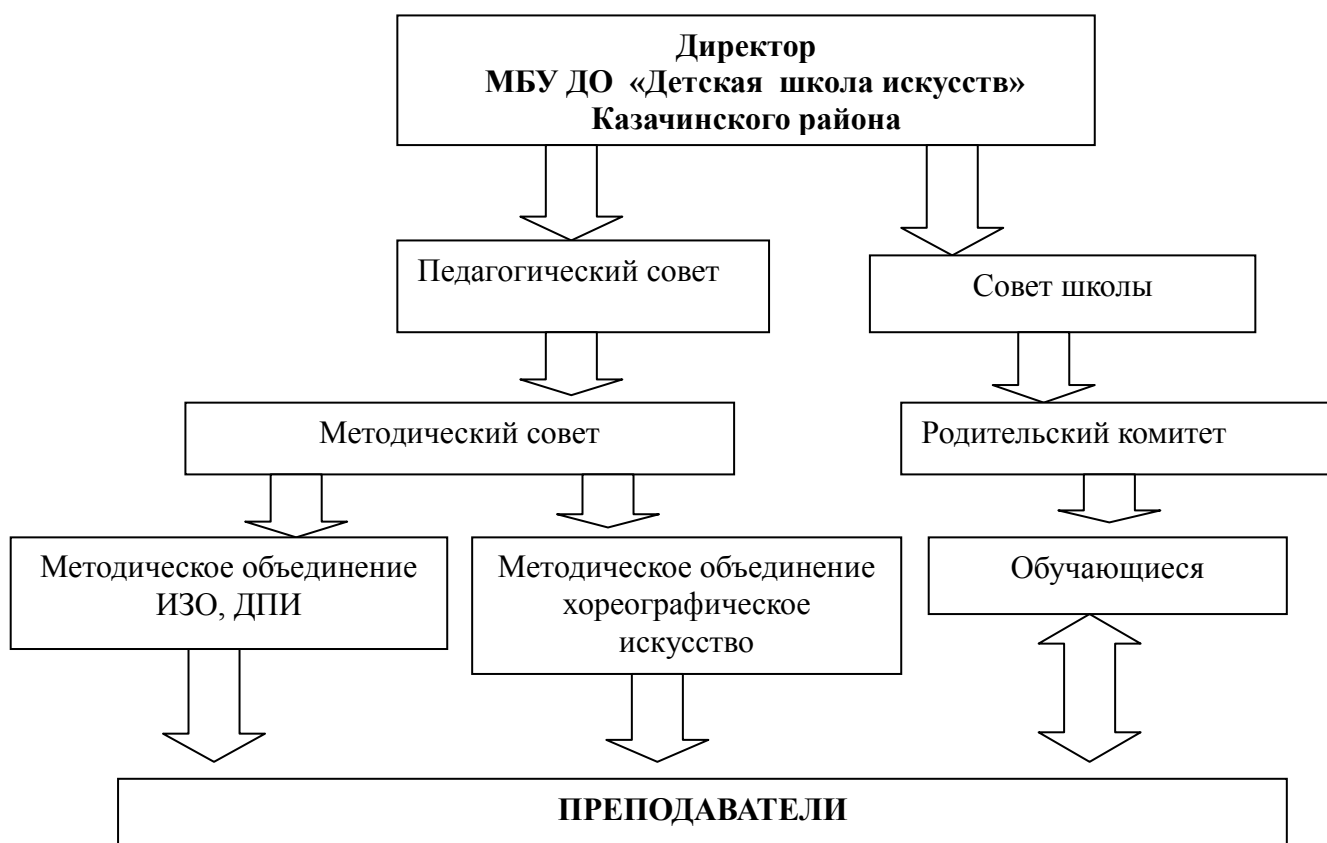 Директор
МБУ ДО «Детская школа искусств»
Казачинского района
Педагогический совет
Совет школы
Методический совет
Родительский комитет
Методическое объединение
ИЗО, ДПИ
Методическое объединение
хореографическое
искусство
Обучающиеся
ПРЕПОДАВАТЕЛИ